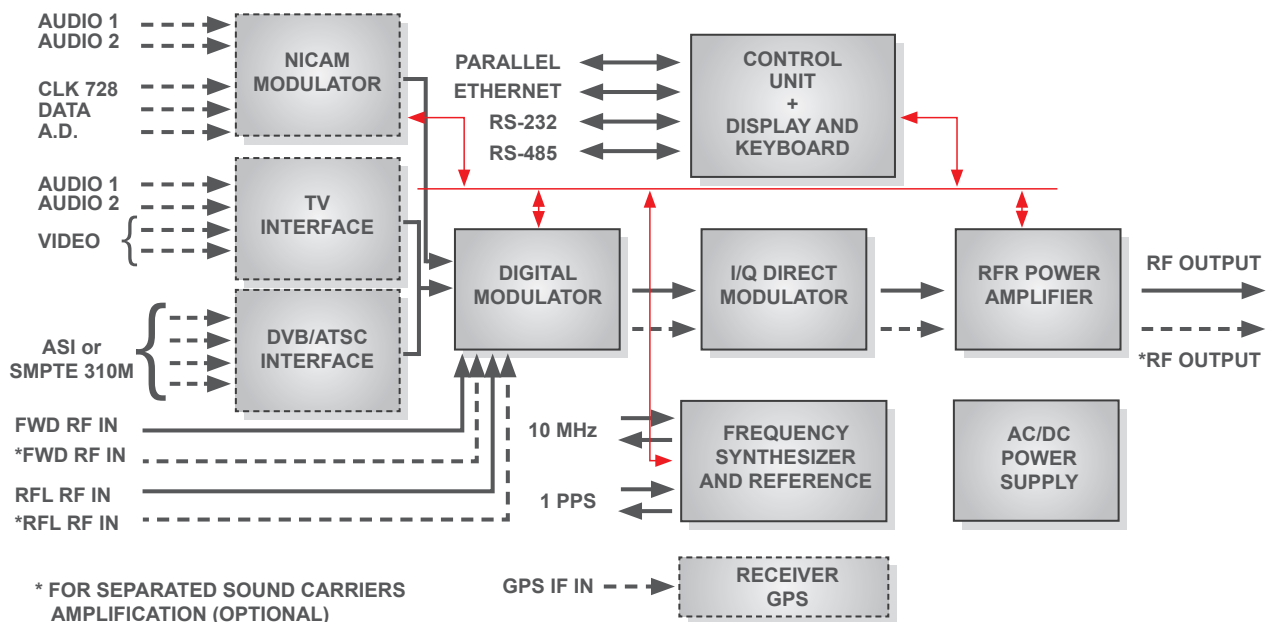 AUDIO 1
AUDIO 2
CLK 728
DATA
A.D.
NICAM
MODULATOR
PARALLEL
ETHERNET
RS-232
RS-485
CONTROL
UNIT
+
DISPLAY AND
KEYBOARD
AUDIO 1
AUDIO 2
VIDEO
TV
INTERFACE
DIGITAL
MODULATOR
I/Q DIRECT
MODULATOR
RFR POWER
AMPLIFIER
RF OUTPUT
*RF OUTPUT
ASI or
SMPTE 310M
DVB/ATSC
INTERFACE
FWD RF IN
*FWD RF IN
RFL RF IN
*RFL RF IN
10 MHz
1 PPS
FREQUENCY
SYNTHESIZER
AND REFERENCE
AC/DC
POWER
SUPPLY
* FOR SEPARATED SOUND CARRIERS
AMPLIFICATION (OPTIONAL)
GPS IF IN
RECEIVER
GPS